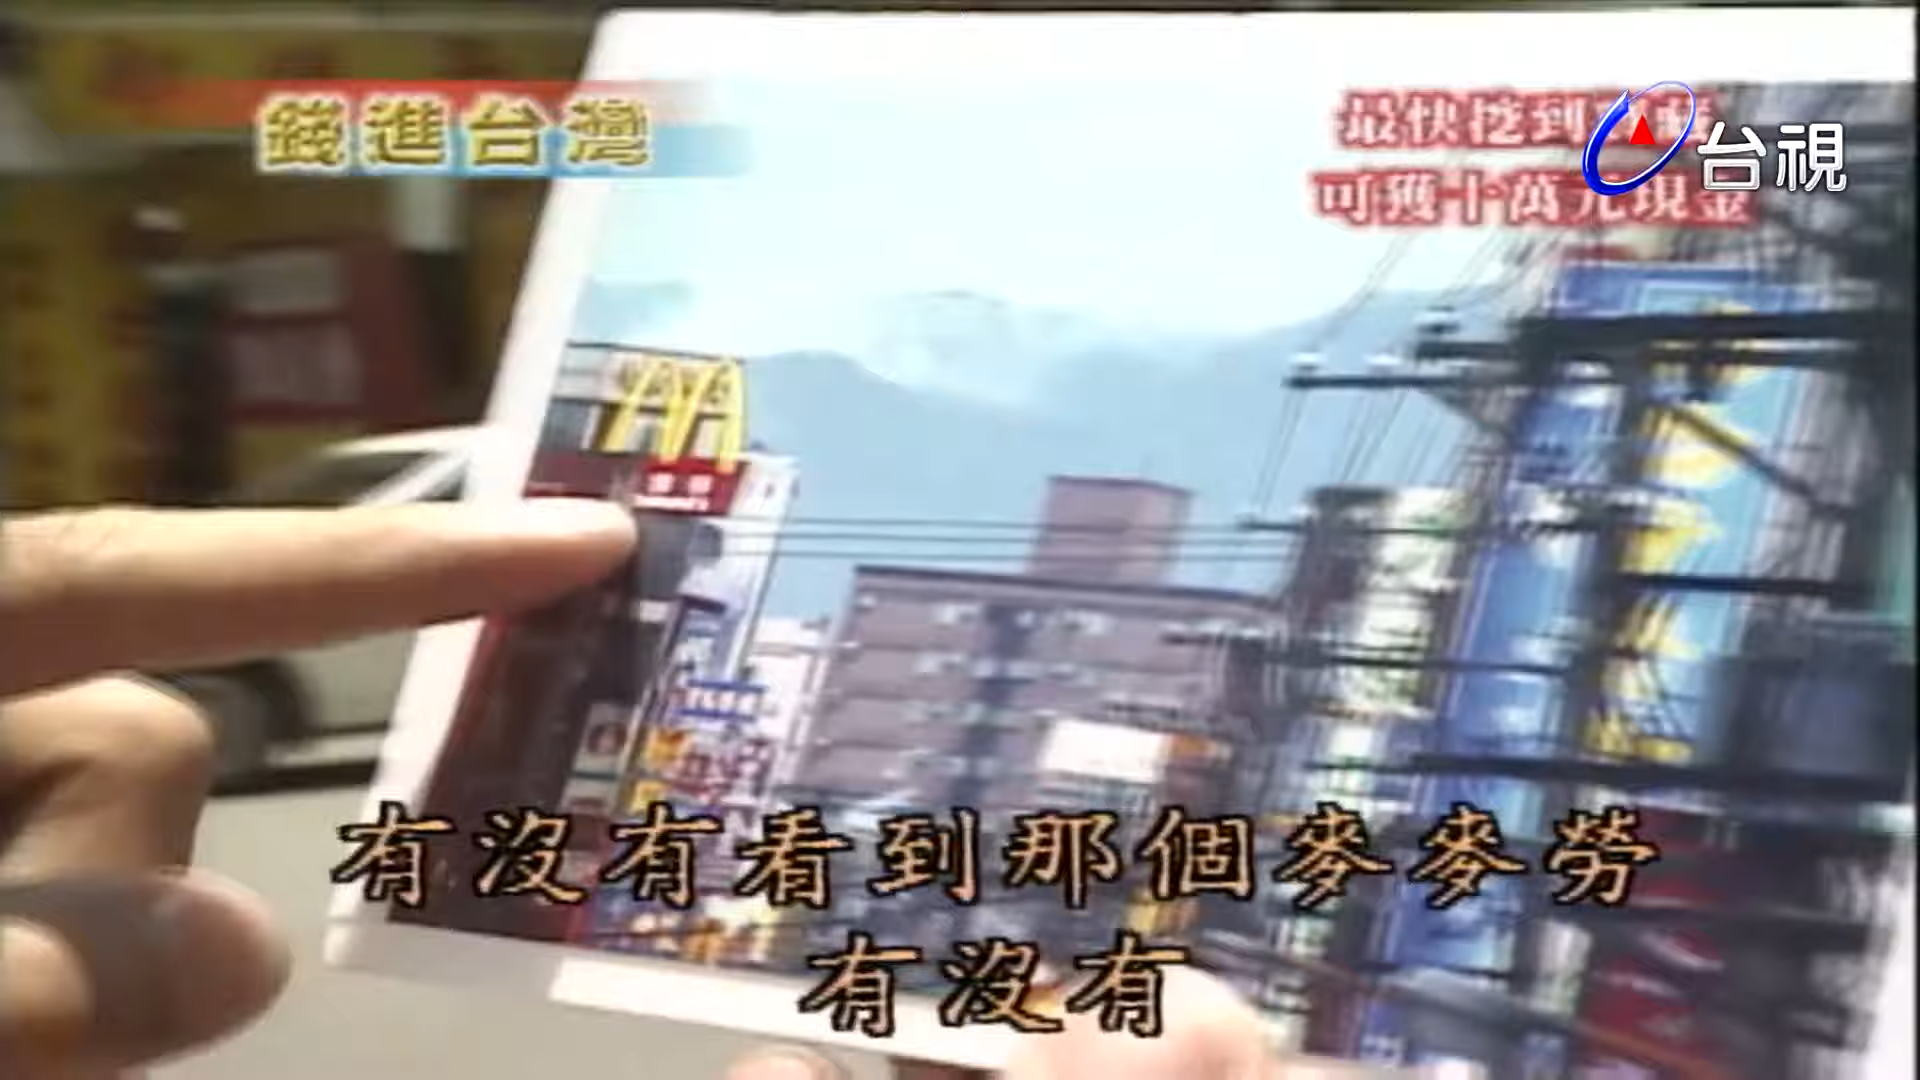 錢進台灣
最快挖到
台視
可獲十萬元現金
有沒有看到那個麥麥勞
有沒有